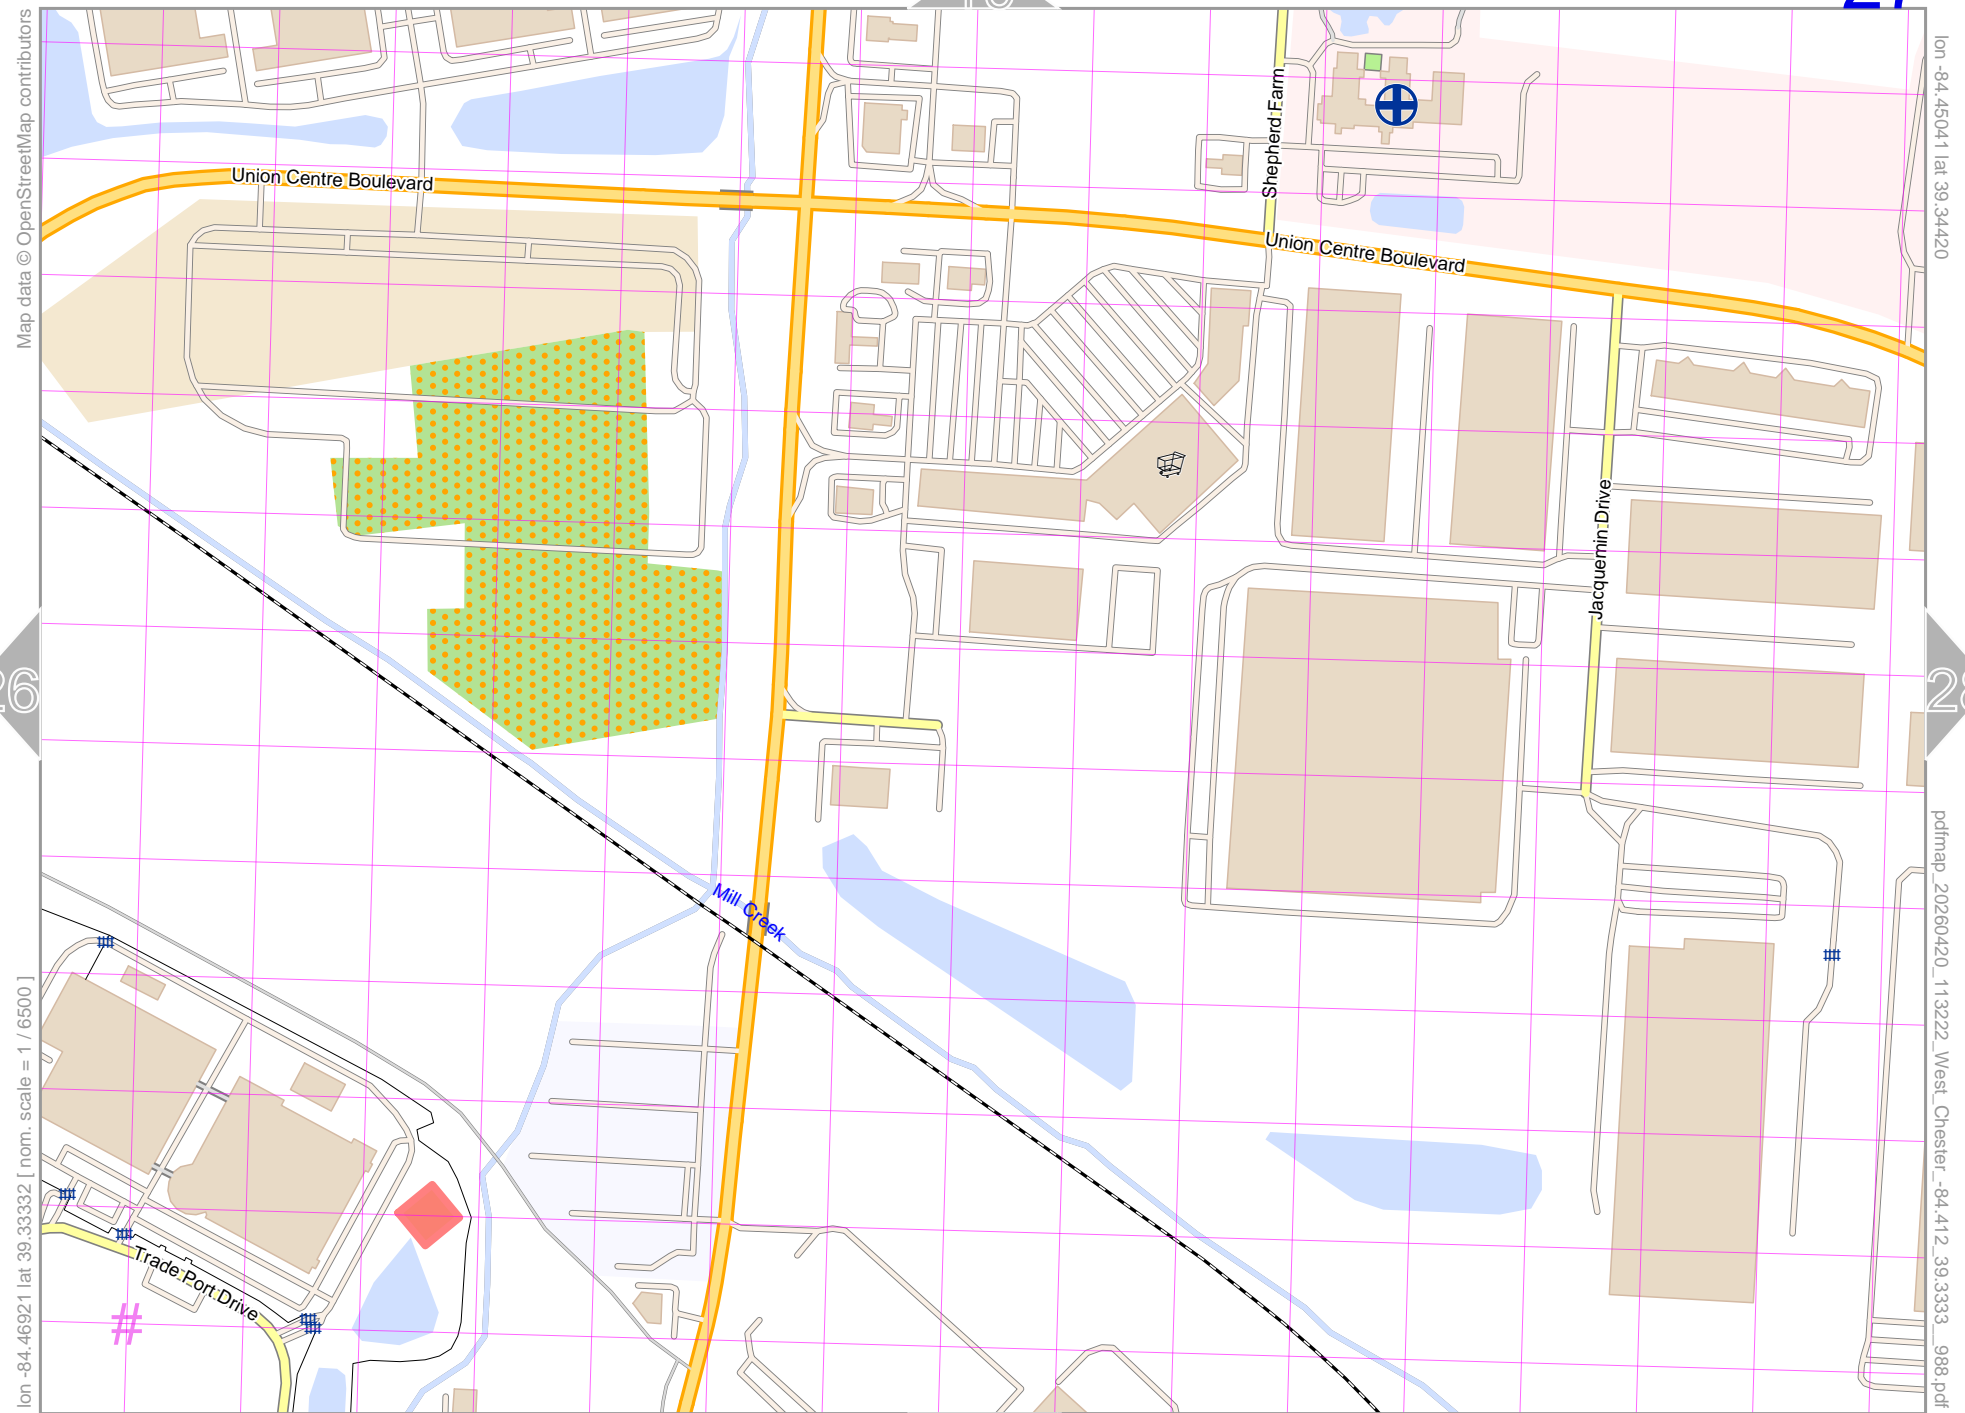 Map data © OpenStreetMap contributors
lon -84.45041 lat 39.34420
Shepherd Farm
Union Centre Boulevard
Union Centre Boulevard
Jacquemin Drive
Mill Creek
Trade Port Drive
#
lon -84.46921 lat 39.33332 [ nom. scale = 1 / 6500 ]
pdfmap_20260420_113222_West_Chester_-84.412_39.3333__988.pdf